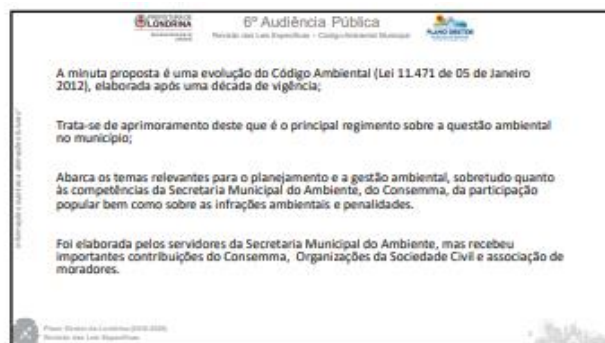 PREFEITURA DE
LONDRINA
6º Audiência Pública
Revisão das Leis Específicas - Código Ambiental Municipal
PLANO DIRETOR
A minuta proposta é uma evolução do Código Ambiental (Lei 11.471 de 05 de Janeiro
2012), elaborada após uma década de vigência;
Trata-se de aprimoramento deste que é o principal regimento sobre a questão ambiental
no município;
Abarca os temas relevantes para o planejamento e a gestão ambiental, sobretudo quanto
às competências da Secretaria Municipal do Ambiente, do Consemma, da participação
popular bem como sobre as infrações ambientais e penalidades.
Foi elaborada pelos servidores da Secretaria Municipal do Ambiente, mas recebeu
importantes contribuições do Consemma, Organizações da Sociedade Civil e associação de
moradores.
Plano Diretor de Londrina
Revisão das Leis Específicas